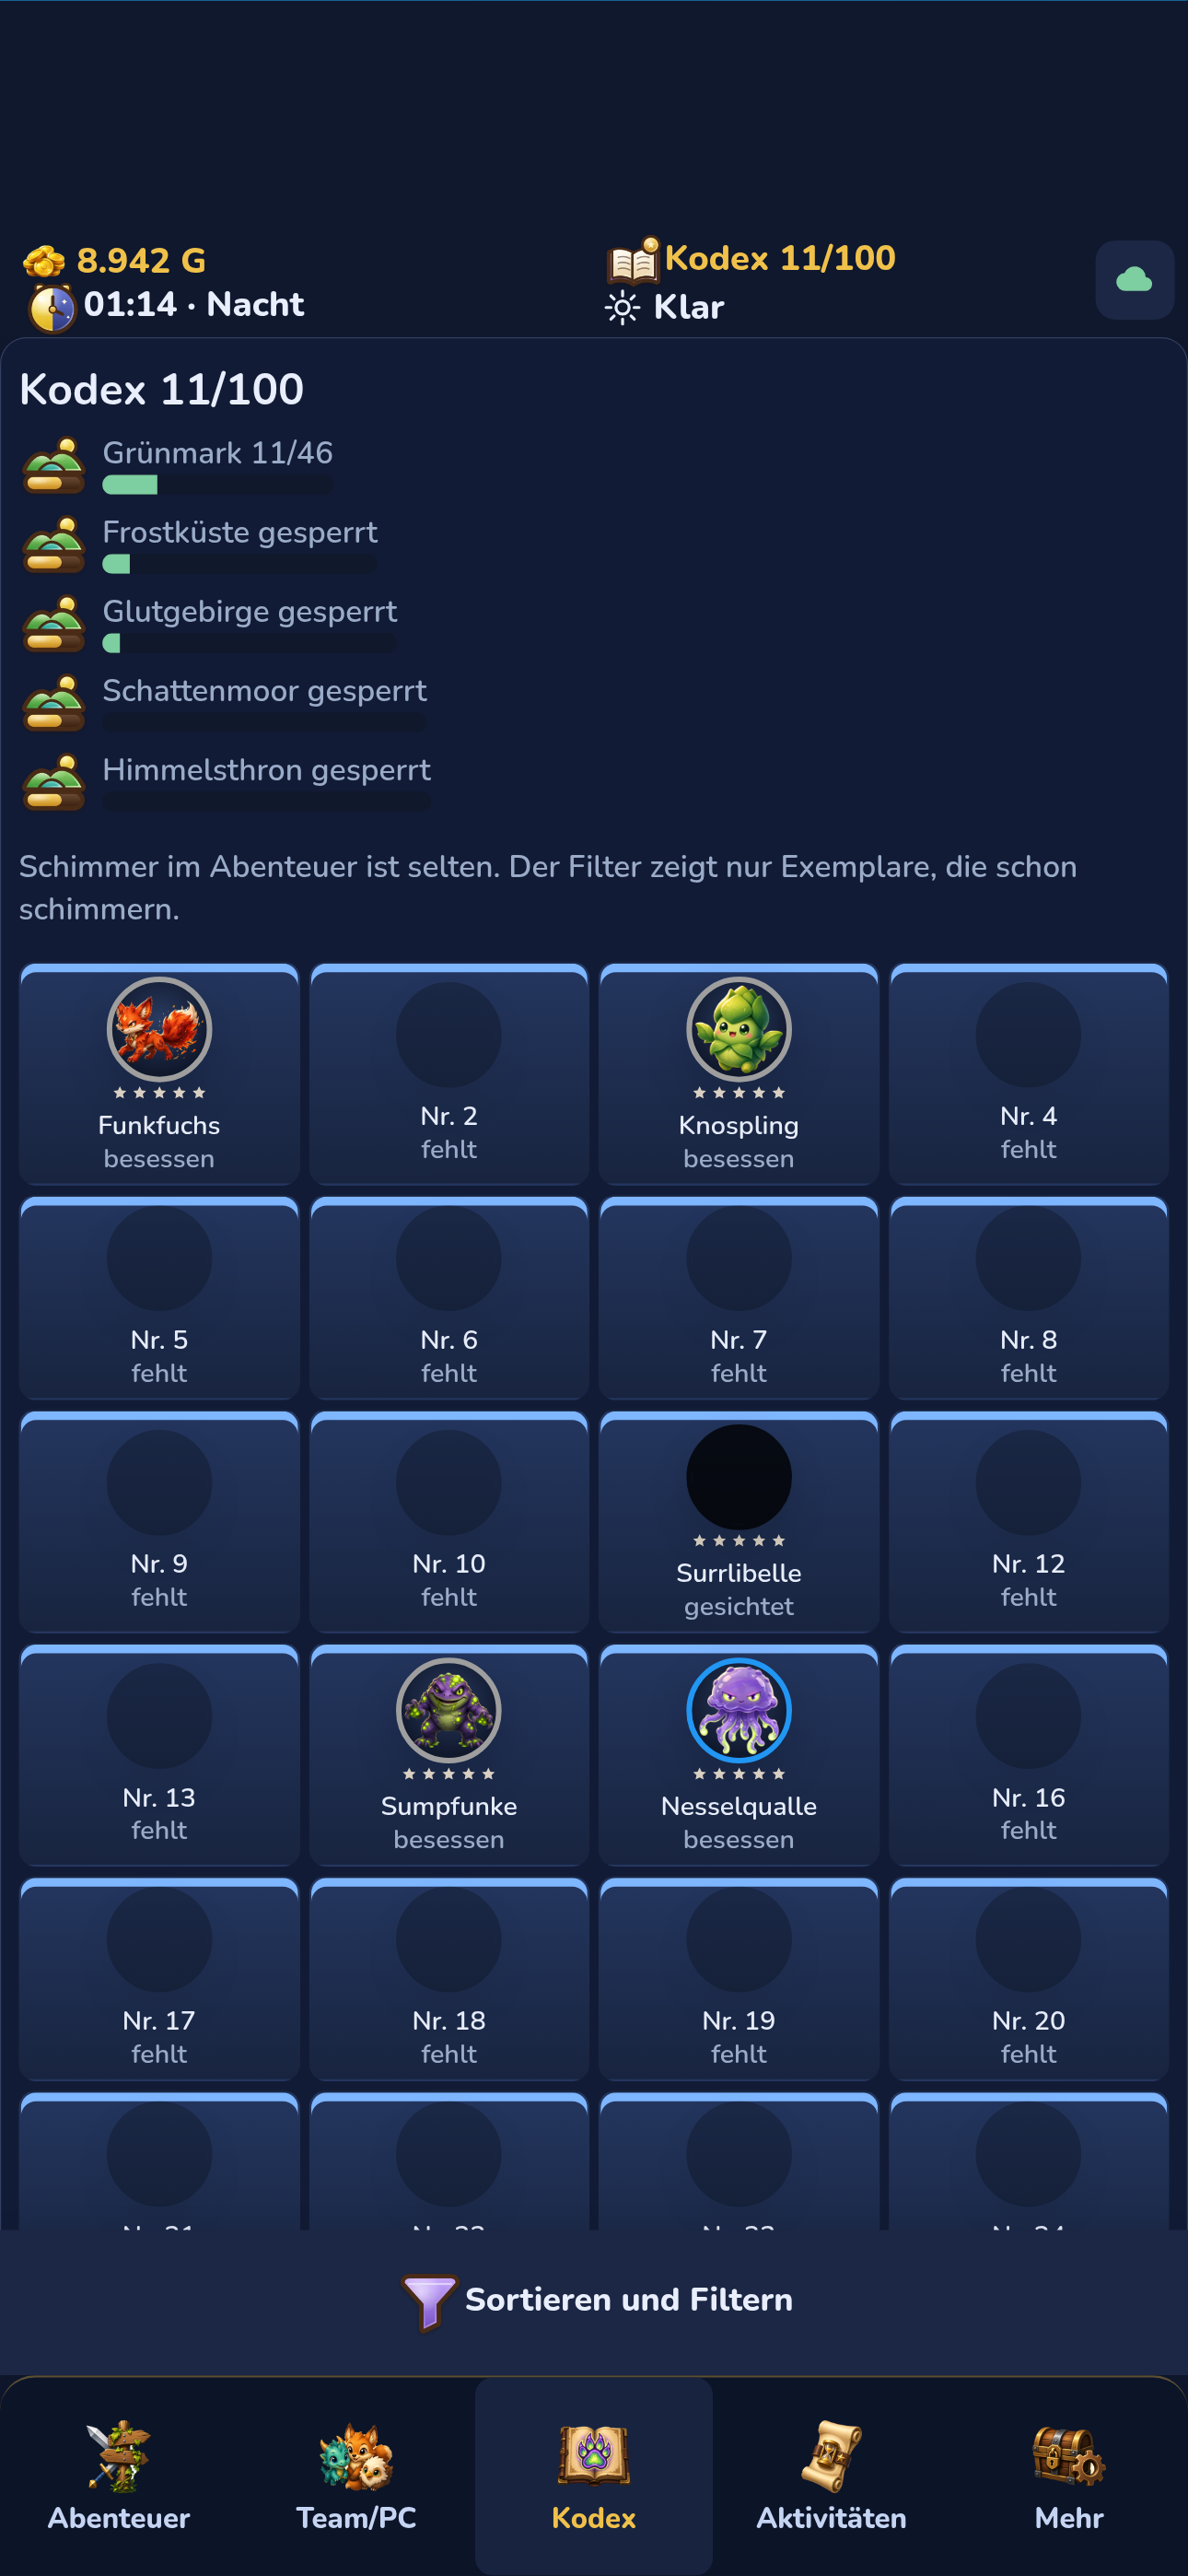 8.942 G
Kodex 11/100
01:14 · Nacht
Klar
Kodex 11/100
Grünmark 11/46
Frostküste gesperrt
Glutgebirge gesperrt
Schattenmoor gesperrt
Himmelsthron gesperrt
Schimmer im Abenteuer ist selten. Der Filter zeigt nur Exemplare, die schon
schimmern.
Funkfuchs
besessen
Nr. 2
fehlt
Knospling
besessen
Nr. 4
fehlt
Nr. 5
fehlt
Nr. 6
fehlt
Nr. 7
fehlt
Nr. 8
fehlt
Nr. 9
fehlt
Nr. 10
fehlt
Surrlibelle
gesichtet
Nr. 12
fehlt
Nr. 13
fehlt
Sumpfunke
besessen
Nesselqualle
besessen
Nr. 16
fehlt
Nr. 17
fehlt
Nr. 18
fehlt
Nr. 19
fehlt
Nr. 20
fehlt
Sortieren und Filtern
Abenteuer
Team/PC
Kodex
Aktivitäten
Mehr